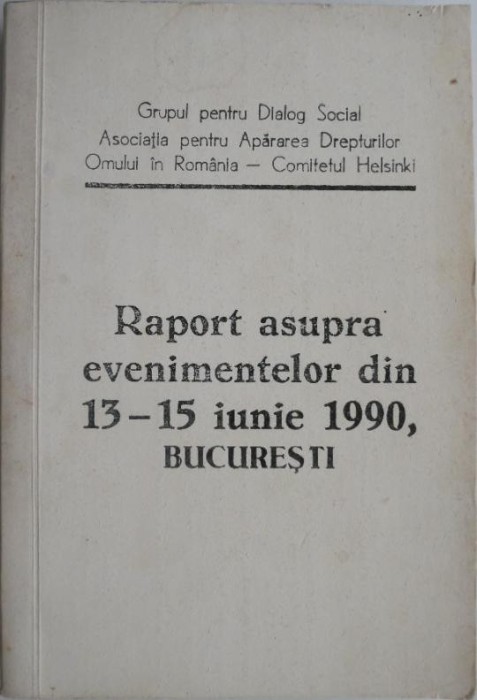 Grupul pentru Dialog Social
Asociația pentru Apărarea Drepturilor
Omului în România — Comitetul Helsinki
Raport asupra
evenimentelor din
13 – 15 iunie 1990,
BUCUREȘTI